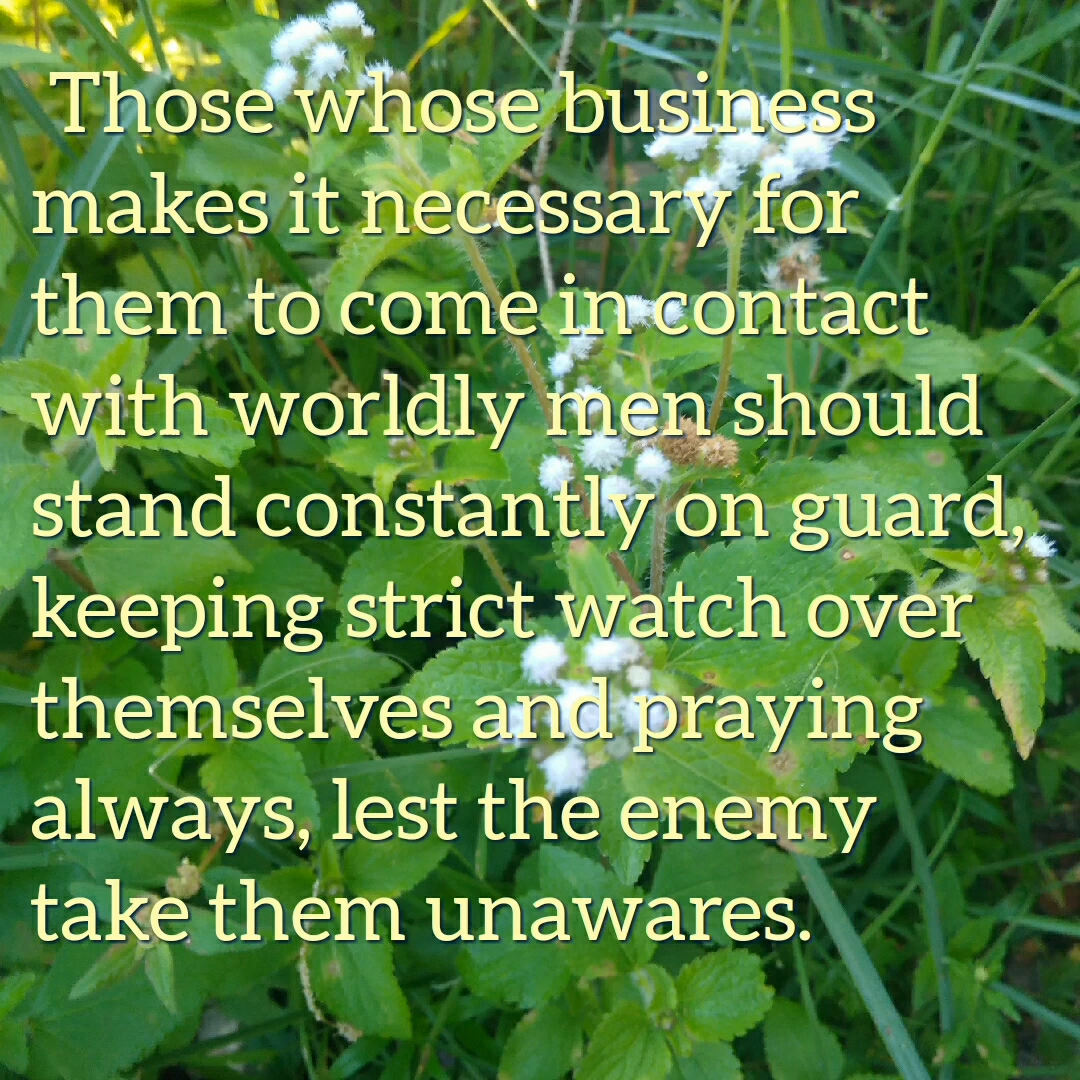 Those whose business
makes it necessary for
them to come in contact
with worldly men should
stand constantly on guard,
keeping strict watch over
themselves and praying
always, lest the enemy
take them unawares.